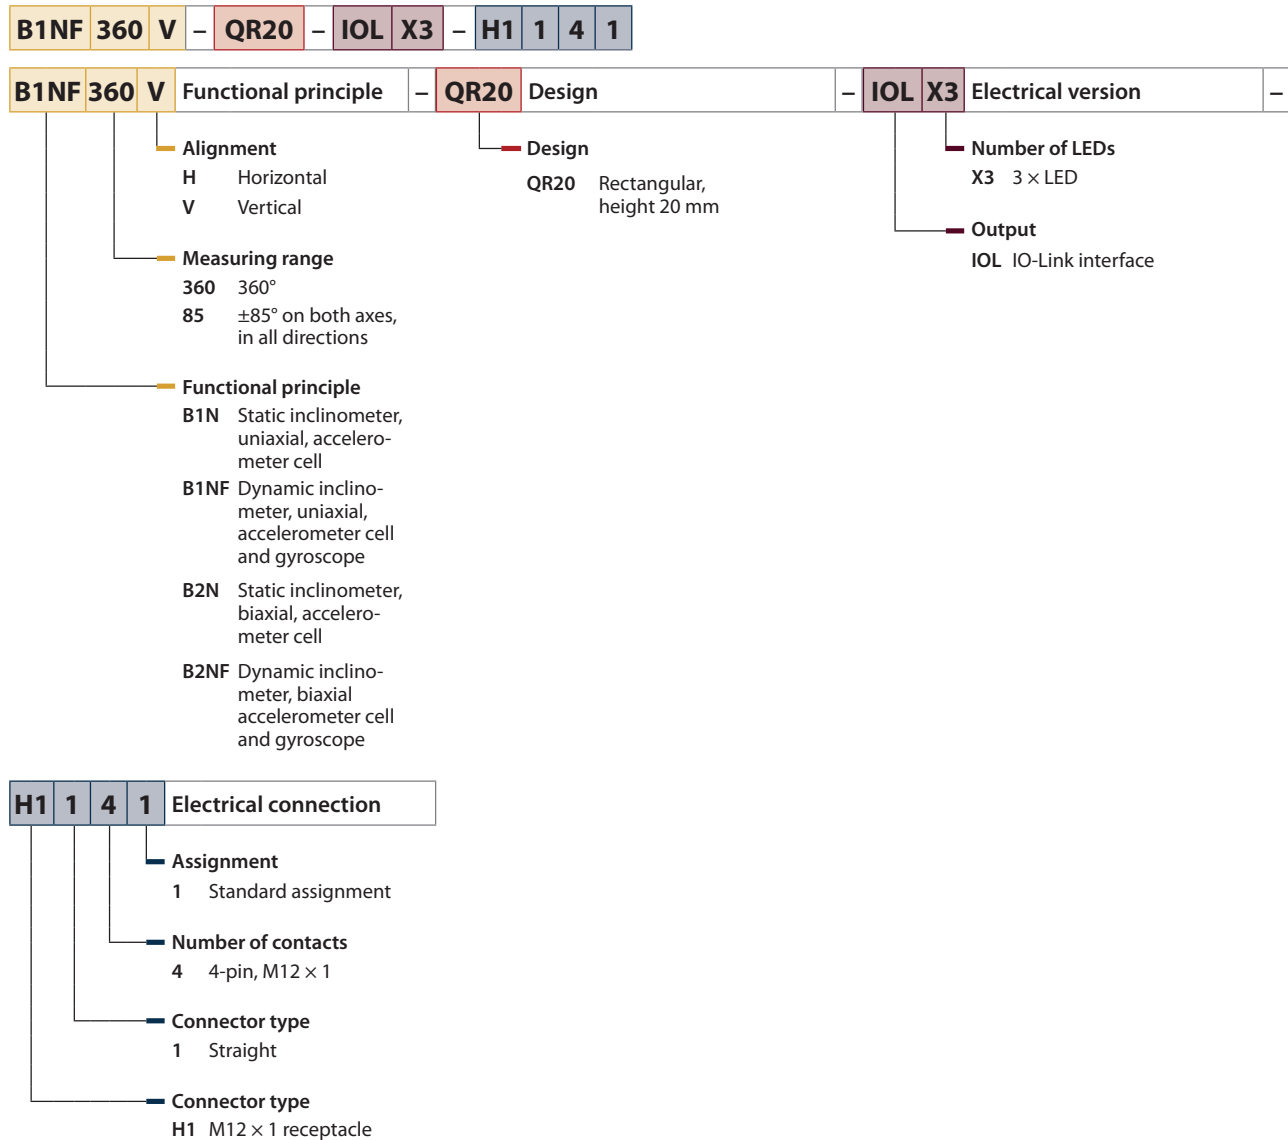 B1NF 360 V – QR20 – IOL X3 – H1 1 4 1
B1NF 360 V Functional principle – QR20 Design – IOL X3 Electrical version –
Alignment
H Horizontal
V Vertical
Measuring range
360 360°
85 ±85° on both axes,
in all directions
Functional principle
B1N Static inclinometer,
uniaxial, accelero-
meter cell
B1NF Dynamic inclino-
meter, uniaxial,
accelerometer cell
and gyroscope
B2N Static inclinometer,
biaxial, accelero-
meter cell
B2NF Dynamic inclino-
meter, biaxial
accelerometer cell
and gyroscope
Design
QR20 Rectangular,
height 20 mm
Number of LEDs
X3 3 × LED
Output
IOL IO-Link interface
H1 1 4 1 Electrical connection
Assignment
1 Standard assignment
Number of contacts
4 4-pin, M12 × 1
Connector type
1 Straight
Connector type
H1 M12 × 1 receptacle